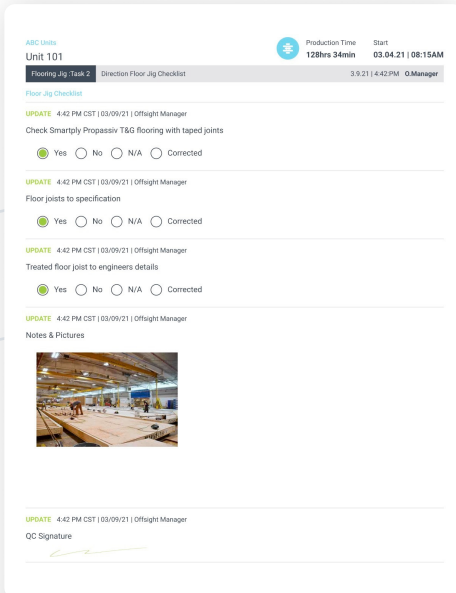 ABC Units
Unit 101
Production Time
128hrs 34min
Start
03.04.21 | 08:15AM
Flooring Jig :Task 2
Direction Floor Jig Checklist
3.9.21 | 4:42:PM O.Manager
Floor Jig Checklist
UPDATE 4:42 PM CST | 03/09/21 | Offsight Manager
Check Smartply Propassiv T&G flooring with taped joints
Yes No N/A Corrected
UPDATE 4:42 PM CST | 03/09/21 | Offsight Manager
Floor joists to specification
Yes No N/A Corrected
UPDATE 4:42 PM CST | 03/09/21 | Offsight Manager
Treated floor joist to engineers details
Yes No N/A Corrected
UPDATE 4:42 PM CST | 03/09/21 | Offsight Manager
Notes & Pictures
UPDATE 4:42 PM CST | 03/09/21 | Offsight Manager
QC Signature